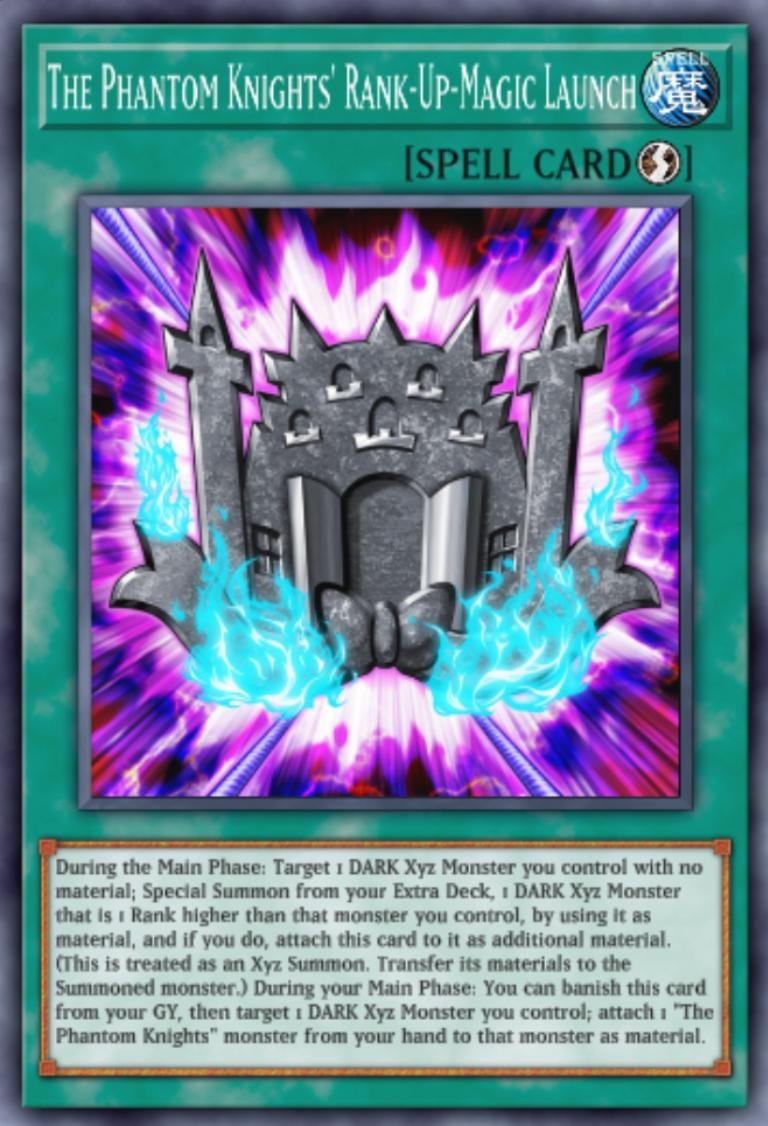 The Phantom Knights' Rank-Up-Magic Launch
SPELL
魔
[SPELL CARD]
During the Main Phase: Target 1 DARK Xyz Monster you control with no
material; Special Summon from your Extra Deck, 1 DARK Xyz Monster
that is 1 Rank higher than that monster you control, by using it as
material, and if you do, attach this card to it as additional material.
(This is treated as an Xyz Summon. Transfer its materials to the
Summoned monster.) During your Main Phase: You can banish this card
from your GY, then target 1 DARK Xyz Monster you control; attach 1 "The
Phantom Knights" monster from your hand to that monster as material.